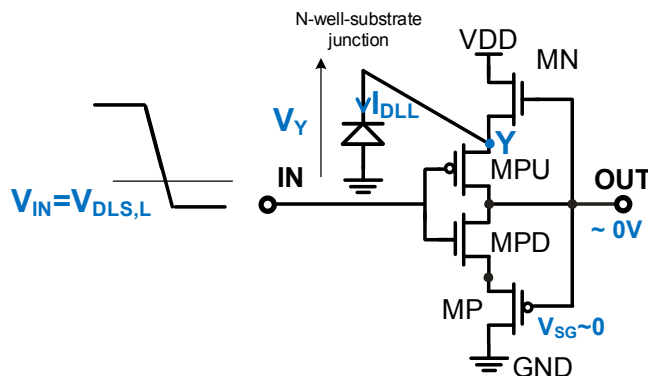 N-well-substrate
junction
VDD
MN
I_DLL
V_Y
Y
IN
MPU
OUT
V_IN=V_DLS,L
~ 0V
MPD
MP
V_SG~0
GND